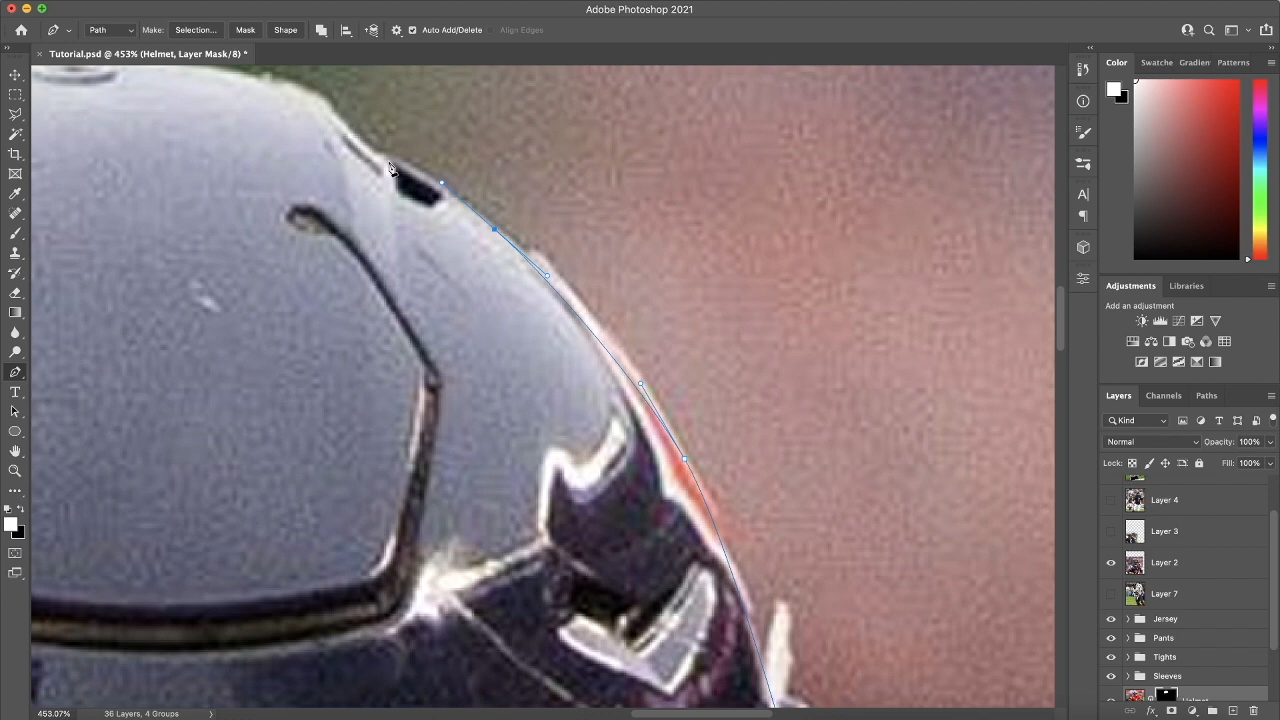 Adobe Photoshop 2021
Path
Make:
Selection...
Mask
Shape
Auto Add/Delete
Align Edges
Tutorial.psd @ 453% (Helmet, Layer Mask/8) *
Color
Swatche
Gradien
Patterns
Adjustments
Libraries
Add an adjustment
Layers
Channels
Paths
Kind
Normal
Opacity: 100%
Lock:
Fill: 100%
Layer 4
Layer 3
Layer 2
Layer 7
Jersey
Pants
Tights
Sleeves
Helmet
453.07%
36 Layers, 4 Groups